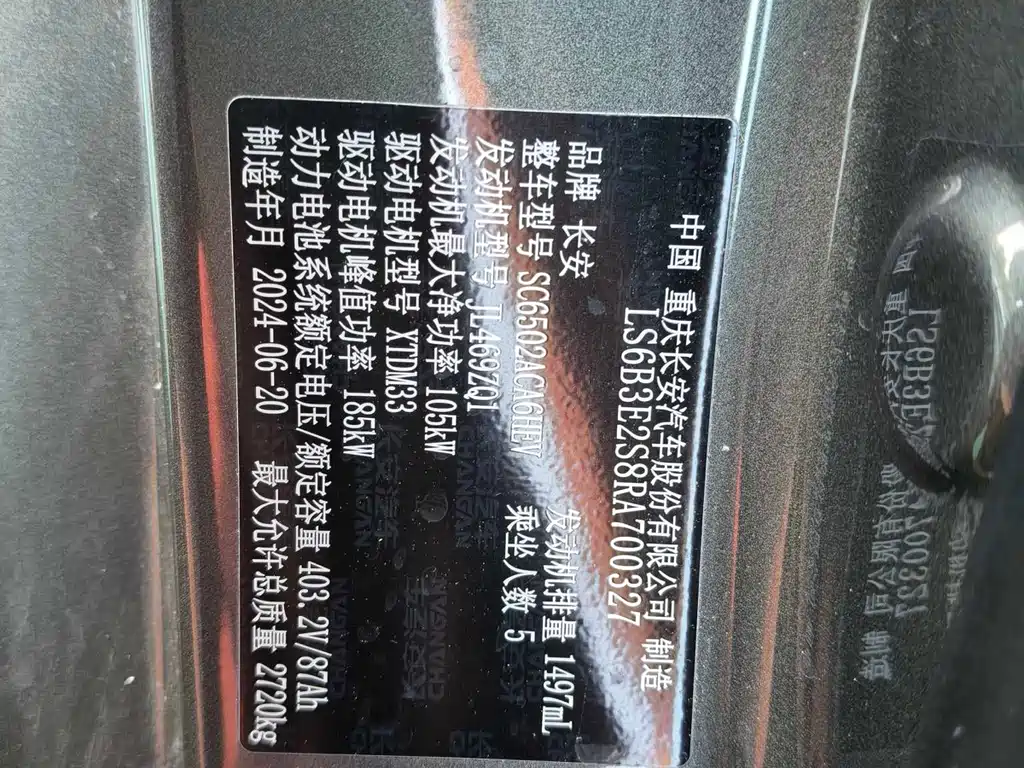 中国 重庆长安汽车股份有限公司 制造
LS6B3E2S8RA700327
品牌 长安
整车型号 SC6502ACA6HEV 乘坐人数 5
发动机型号 JL469ZQ1 发动机排量 1497mL
发动机最大净功率 105kW
驱动电机型号 XTDM33
驱动电机峰值功率 185kW
动力电池系统额定电压/额定容量 403.2V/87Ah
制造年月 2024-06-20 最大允许总质量 2720kg